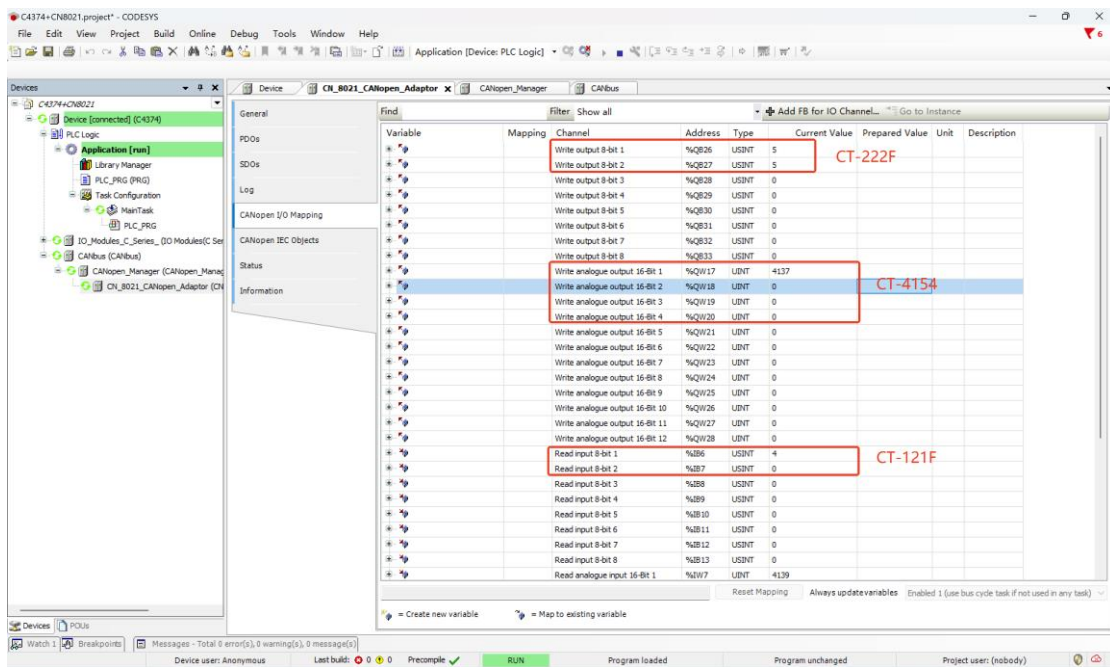 C4374+CN8021.project* - CODESYS
File Edit View Project Build Online Debug Tools Window Help
Application [Device: PLC Logic]
6
Devices
C4374+CN8021
Device [connected] (C4374)
PLC Logic
Application [run]
Library Manager
PLC_PRG (PRG)
Task Configuration
MainTask
PLC_PRG
IO_Modules_C_Series_ (IO Modules(C Ser
CANbus (CANbus)
CANopen_Manager (CANopen_Manag
CN_8021_CANopen_Adaptor (CN
Devices POUs
Device CN_8021_CANopen_Adaptor X CANopen_Manager CANbus
General
PDOs
SDOs
Log
CANopen I/O Mapping
CANopen IEC Objects
Status
Information
Find Filter Show all Add FB for IO Channel... Go to Instance
Variable Mapping Channel Address Type Current Value Prepared Value Unit Description
Write output 8-bit 1 %QB26 USINT 5
CT-222F
Write output 8-bit 2 %QB27 USINT 5
Write output 8-bit 3 %QB28 USINT 0
Write output 8-bit 4 %QB29 USINT 0
Write output 8-bit 5 %QB30 USINT 0
Write output 8-bit 6 %QB31 USINT 0
Write output 8-bit 7 %QB32 USINT 0
Write output 8-bit 8 %QB33 USINT 0
Write analogue output 16-Bit 1 %QW17 UINT 4137
Write analogue output 16-Bit 2 %QW18 UINT 0 CT-4154
Write analogue output 16-Bit 3 %QW19 UINT 0
Write analogue output 16-Bit 4 %QW20 UINT 0
Write analogue output 16-Bit 5 %QW21 UINT 0
Write analogue output 16-Bit 6 %QW22 UINT 0
Write analogue output 16-Bit 7 %QW23 UINT 0
Write analogue output 16-Bit 8 %QW24 UINT 0
Write analogue output 16-Bit 9 %QW25 UINT 0
Write analogue output 16-Bit 10 %QW26 UINT 0
Write analogue output 16-Bit 11 %QW27 UINT 0
Write analogue output 16-Bit 12 %QW28 UINT 0
Read input 8-bit 1 %IB6 USINT 4 CT-121F
Read input 8-bit 2 %IB7 USINT 0
Read input 8-bit 3 %IB8 USINT 0
Read input 8-bit 4 %IB9 USINT 0
Read input 8-bit 5 %IB10 USINT 0
Read input 8-bit 6 %IB11 USINT 0
Read input 8-bit 7 %IB12 USINT 0
Read input 8-bit 8 %IB13 USINT 0
Read analogue input 16-Bit 1 %IW7 UINT 4139
Reset Mapping Always update variables Enabled 1 (use bus cycle task if not used in any task)
= Create new variable = Map to existing variable
Watch 1 Breakpoints Messages - Total 0 error(s), 0 warning(s), 0 message(s)
Device user: Anonymous Last build: 0 0 Precompile RUN Program loaded Program unchanged Project user: (nobody)